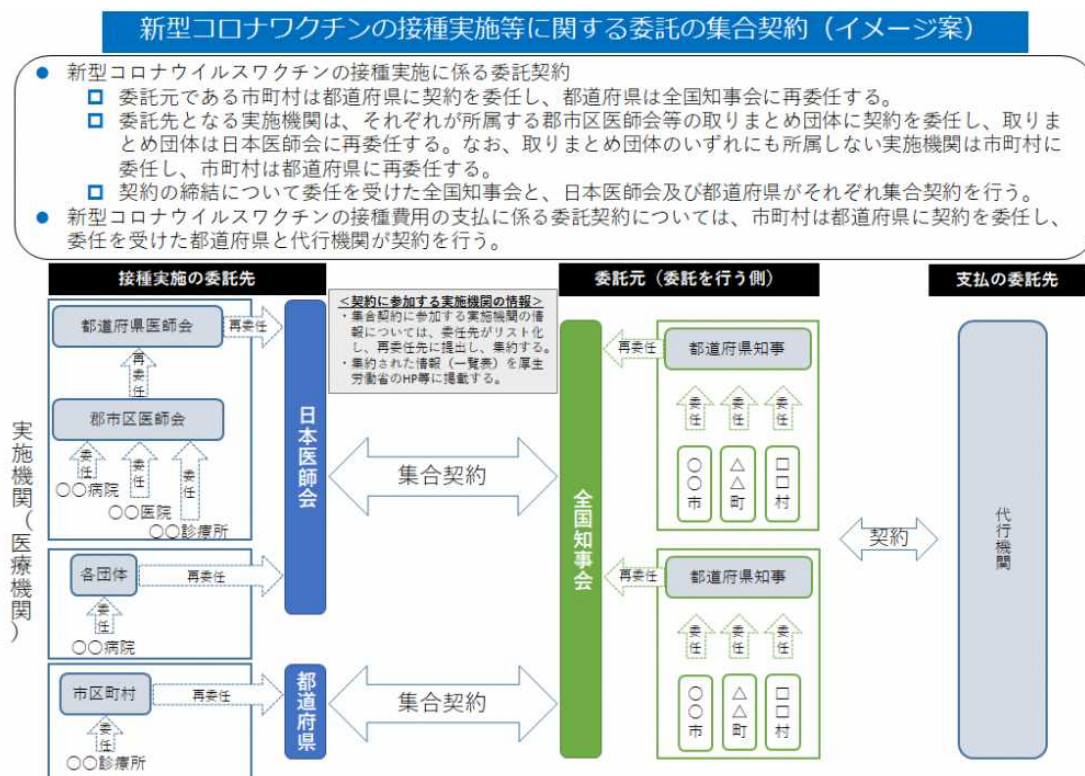 新型コロナワクチンの接種実施等に関する委託の集合契約（イメージ案）
● 新型コロナウイルスワクチンの接種実施に係る委託契約
委託元である市町村は都道府県に契約を委任し、都道府県は全国知事会に再委任する。
委託先となる実施機関は、それぞれが所属する郡市区医師会等の取りまとめ団体に契約を委任し、取りま
とめ団体は日本医師会に再委任する。なお、取りまとめ団体のいずれにも所属しない実施機関は市町村に
委任し、市町村は都道府県に再委任する。
契約の締結について委任を受けた全国知事会と、日本医師会及び都道府県がそれぞれ集合契約を行う。
● 新型コロナウイルスワクチンの接種費用の支払に係る委託契約については、市町村は都道府県に契約を委任し、
委任を受けた都道府県と代行機関が契約を行う。
接種実施の委託先
委託元（委託を行う側）
支払の委託先
実施機関（医療機関）
都道府県医師会
再委任
再委任
郡市区医師会
委任
委任
委任
〇〇病院
〇〇医院
〇〇診療所
各団体
再委任
委任
〇〇病院
市区町村
再委任
委任
〇〇診療所
日本医師会
都道府県
＜契約に参加する実施機関の情報＞
・集合契約に参加する実施機関の情
報については、委任先がリスト化
し、再委任先に提出し、集約する。
・集約された情報（一覧表）を厚生
労働省のHP等に掲載する。
集合契約
集合契約
全国知事会
再委任
都道府県知事
委任
委任
委任
〇〇市
△△町
□□村
再委任
都道府県知事
委任
委任
委任
〇〇市
△△町
□□村
契約
代行機関